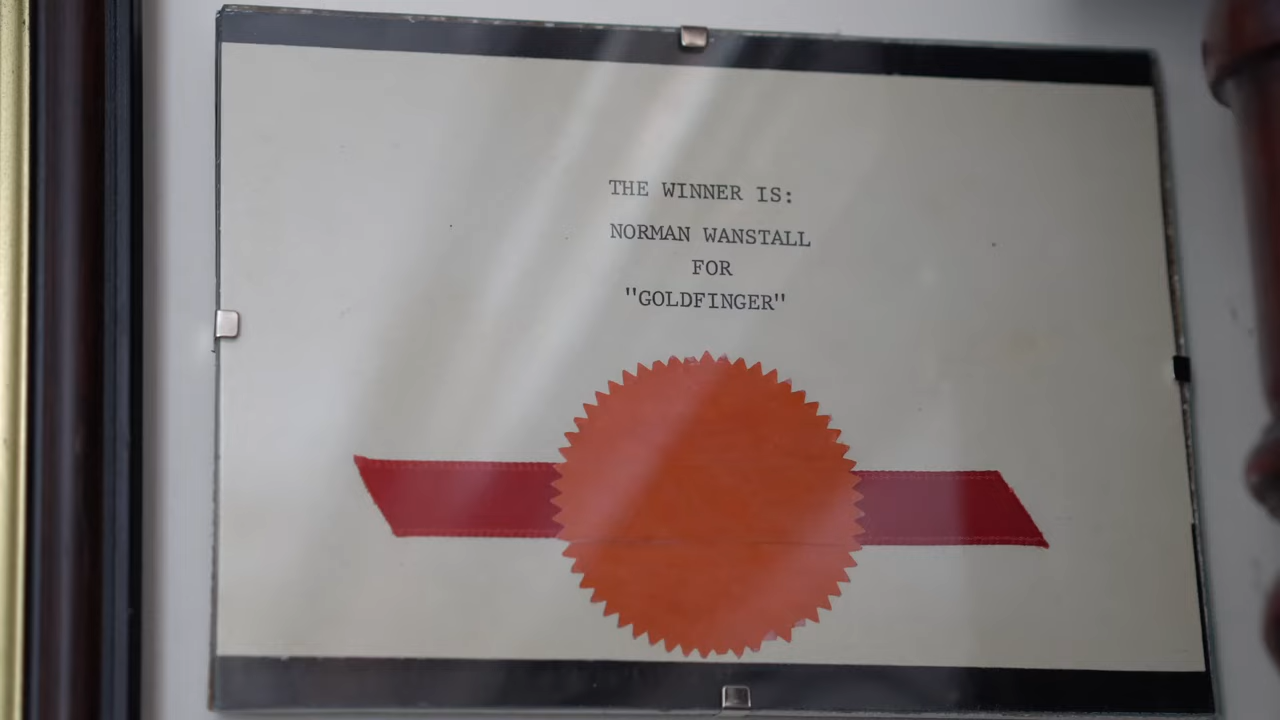 THE WINNER IS:
NORMAN WANSTALL
FOR
"GOLDFINGER"